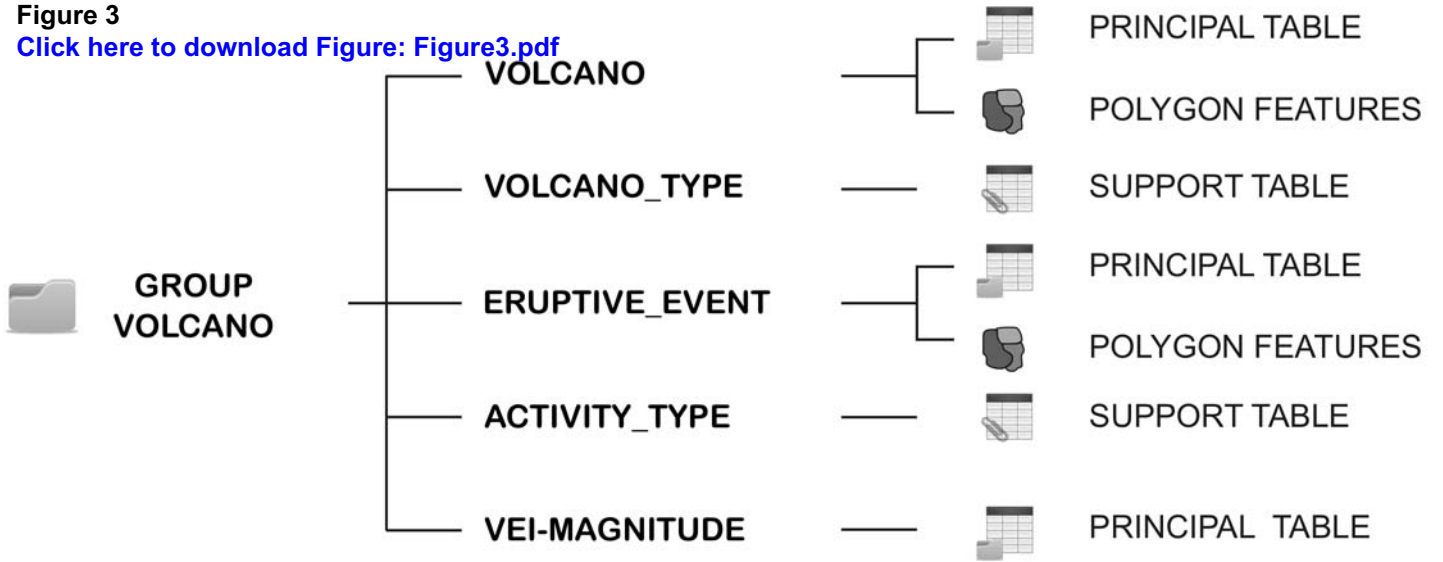 Figure 3
Click here to download Figure: Figure3.pdf
VOLCANO
PRINCIPAL TABLE
POLYGON FEATURES
VOLCANO_TYPE
SUPPORT TABLE
GROUP
VOLCANO
ERUPTIVE_EVENT
PRINCIPAL TABLE
POLYGON FEATURES
ACTIVITY_TYPE
SUPPORT TABLE
VEI-MAGNITUDE
PRINCIPAL TABLE